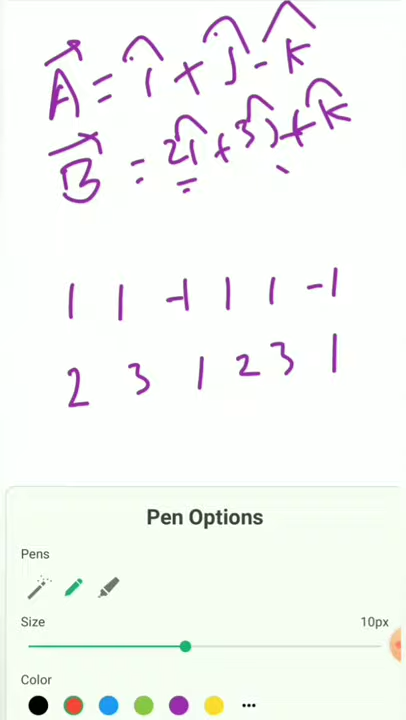 A⃗ = î + ĵ - k̂
B⃗ = 2î + 3ĵ + k̂
1 1 -1 1 1 -1
2 3 1 2 3 1
Pen Options
Pens
Size 10px
Color